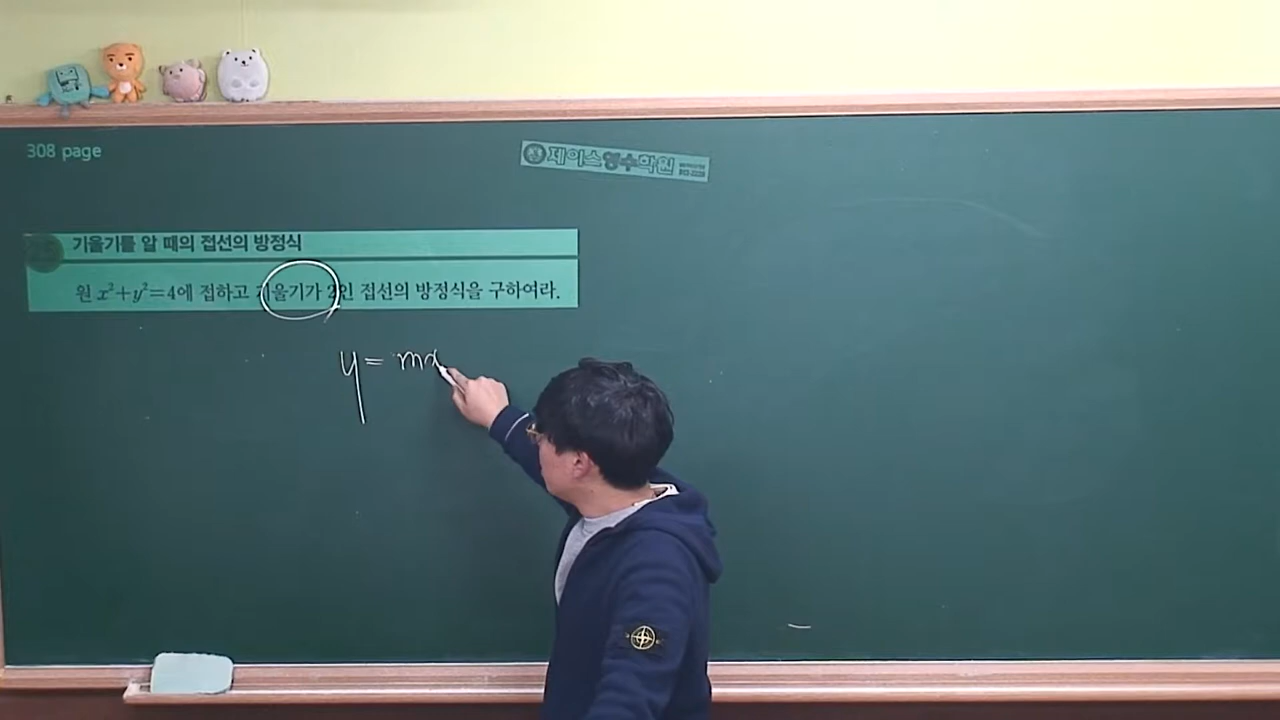 308 page
제이스영수학원
기울기를 알 때의 접선의 방정식
원 x²+y²=4에 접하고 기울기가 2인 접선의 방정식을 구하여라.
y = mx